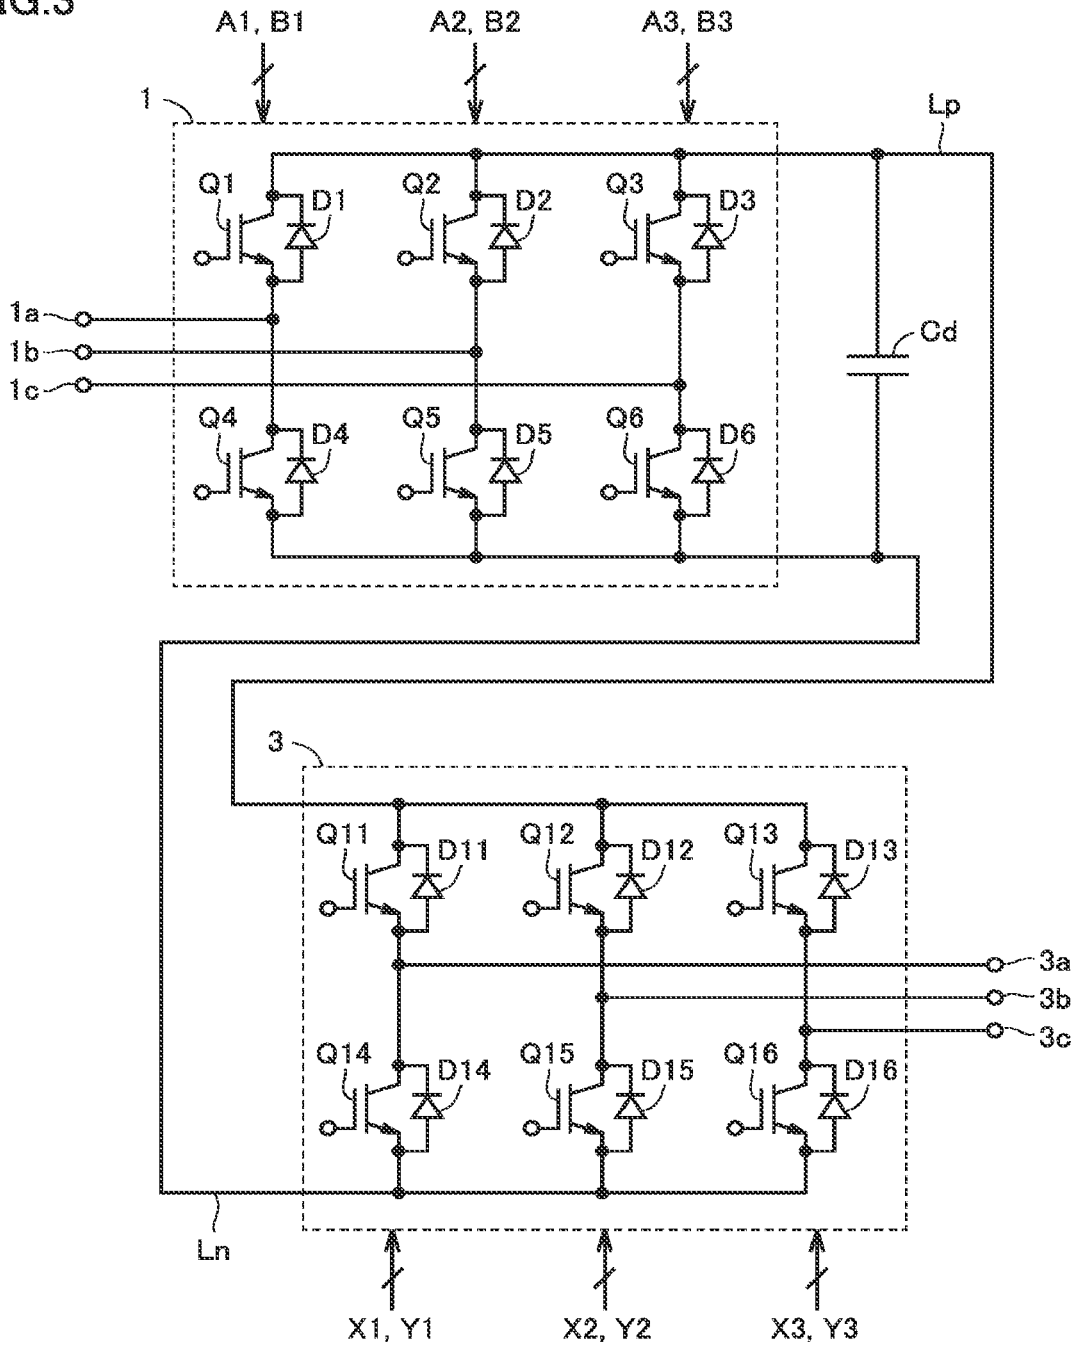 A1, B1 A2, B2 A3, B3
1 Lp
Q1 D1 Q2 D2 Q3 D3
1a
1b Cd
1c
Q4 D4 Q5 D5 Q6 D6
3
Q11 D11 Q12 D12 Q13 D13
3a
3b
3c
Q14 D14 Q15 D15 Q16 D16
Ln
X1, Y1 X2, Y2 X3, Y3